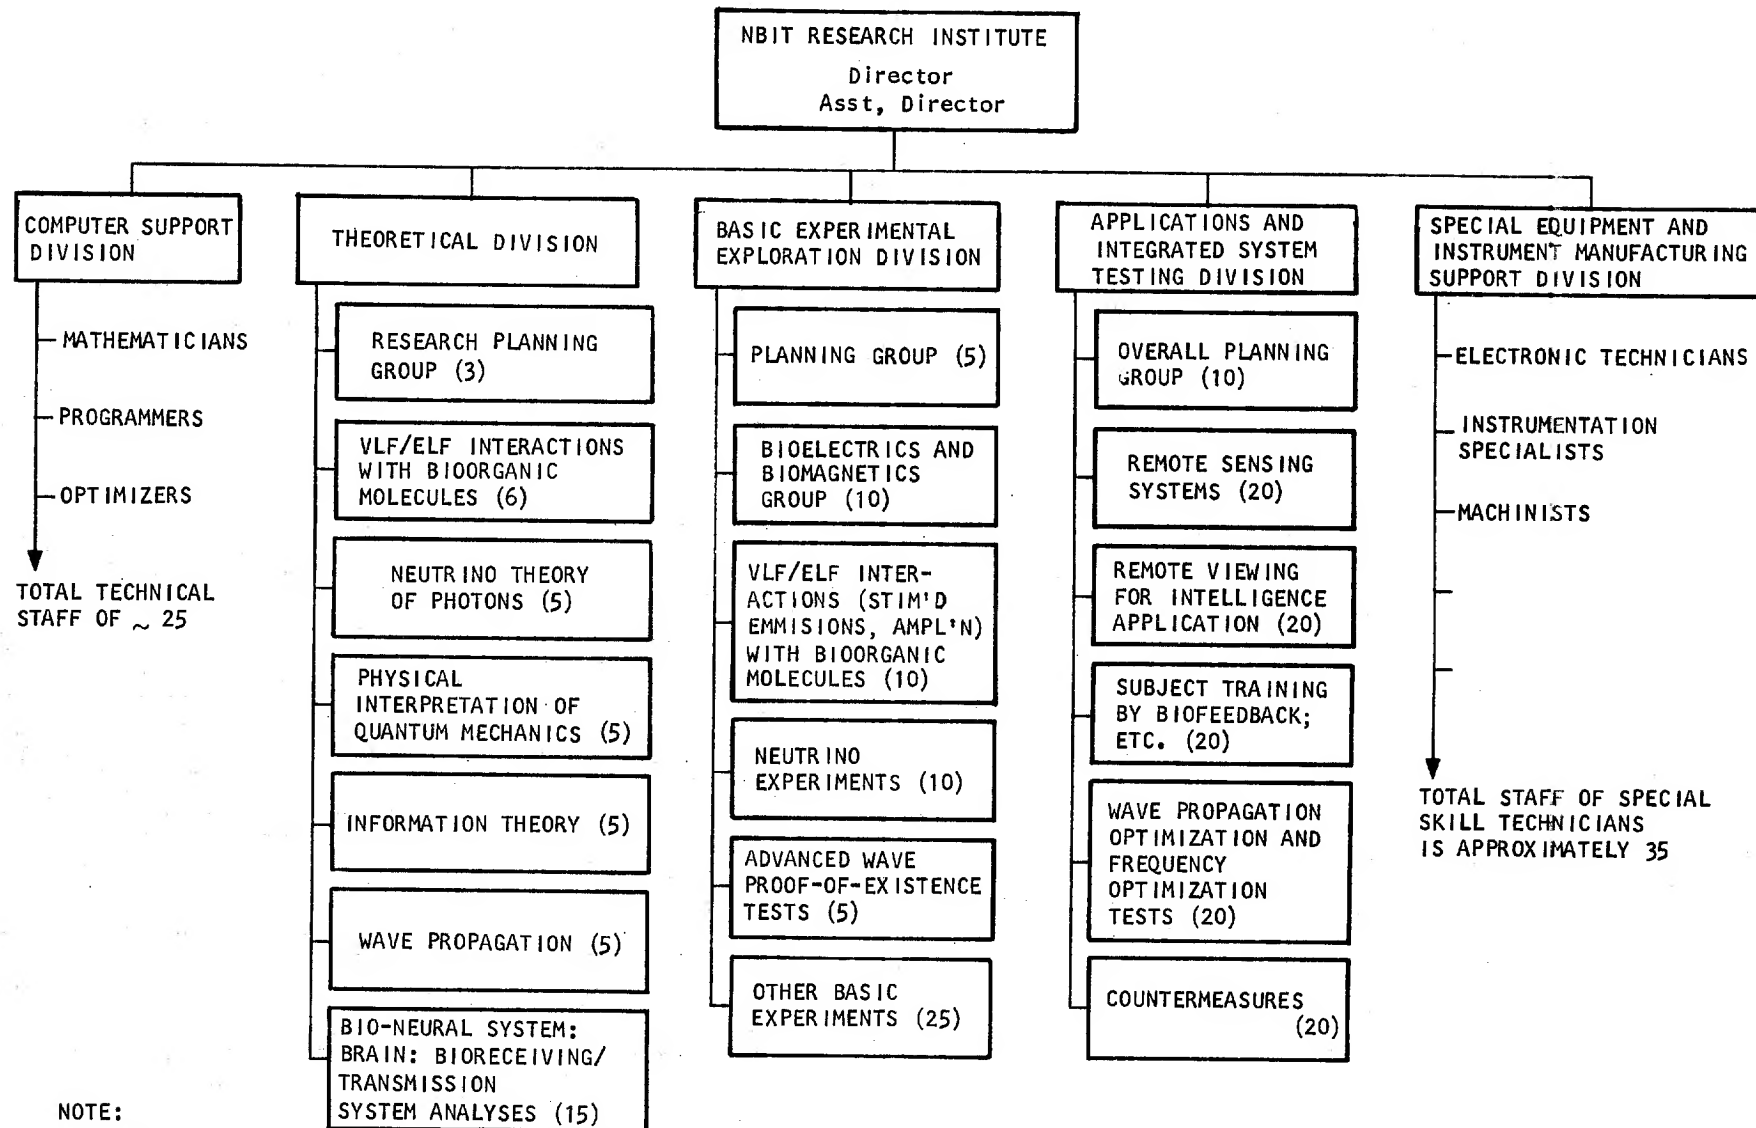 NBIT RESEARCH INSTITUTE
Director
Asst, Director
COMPUTER SUPPORT
DIVISION
MATHEMATICIANS
PROGRAMMERS
OPTIMIZERS
TOTAL TECHNICAL
STAFF OF ~ 25
THEORETICAL DIVISION
RESEARCH PLANNING
GROUP (3)
VLF/ELF INTERACTIONS
WITH BIOORGANIC
MOLECULES (6)
NEUTRINO THEORY
OF PHOTONS (5)
PHYSICAL
INTERPRETATION OF
QUANTUM MECHANICS (5)
INFORMATION THEORY (5)
WAVE PROPAGATION (5)
BIO-NEURAL SYSTEM:
BRAIN: BIORECEIVING/
TRANSMISSION
SYSTEM ANALYSES (15)
BASIC EXPERIMENTAL
EXPLORATION DIVISION
PLANNING GROUP (5)
BIOELECTRICS AND
BIOMAGNETICS
GROUP (10)
VLF/ELF INTER-
ACTIONS (STIM'D
EMMISIONS, AMPL'N)
WITH BIOORGANIC
MOLECULES (10)
NEUTRINO
EXPERIMENTS (10)
ADVANCED WAVE
PROOF-OF-EXISTENCE
TESTS (5)
OTHER BASIC
EXPERIMENTS (25)
APPLICATIONS AND
INTEGRATED SYSTEM
TESTING DIVISION
OVERALL PLANNING
GROUP (10)
REMOTE SENSING
SYSTEMS (20)
REMOTE VIEWING
FOR INTELLIGENCE
APPLICATION (20)
SUBJECT TRAINING
BY BIOFEEDBACK;
ETC. (20)
WAVE PROPAGATION
OPTIMIZATION AND
FREQUENCY
OPTIMIZATION
TESTS (20)
COUNTERMEASURES
(20)
SPECIAL EQUIPMENT AND
INSTRUMENT MANUFACTURING
SUPPORT DIVISION
ELECTRONIC TECHNICIANS
INSTRUMENTATION
SPECIALISTS
MACHINISTS
TOTAL STAFF OF SPECIAL
SKILL TECHNICIANS
IS APPROXIMATELY 35
NOTE: